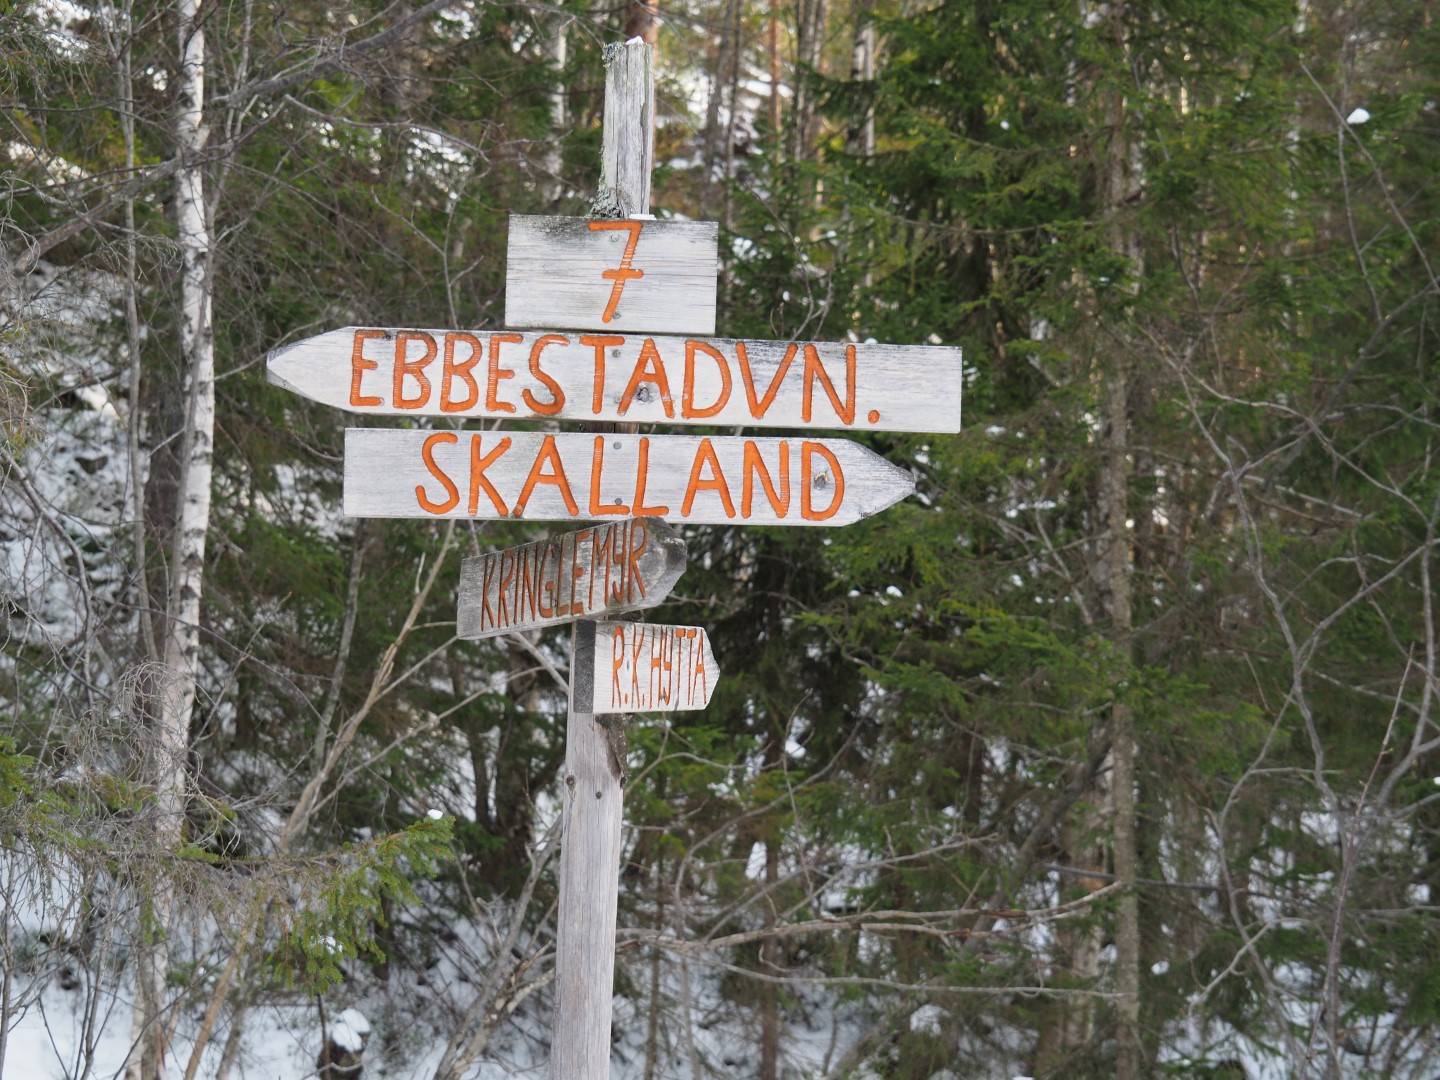 7
EBBESTADVN.
SKALLAND
KRINGLEMYR
R.K.HYTTA